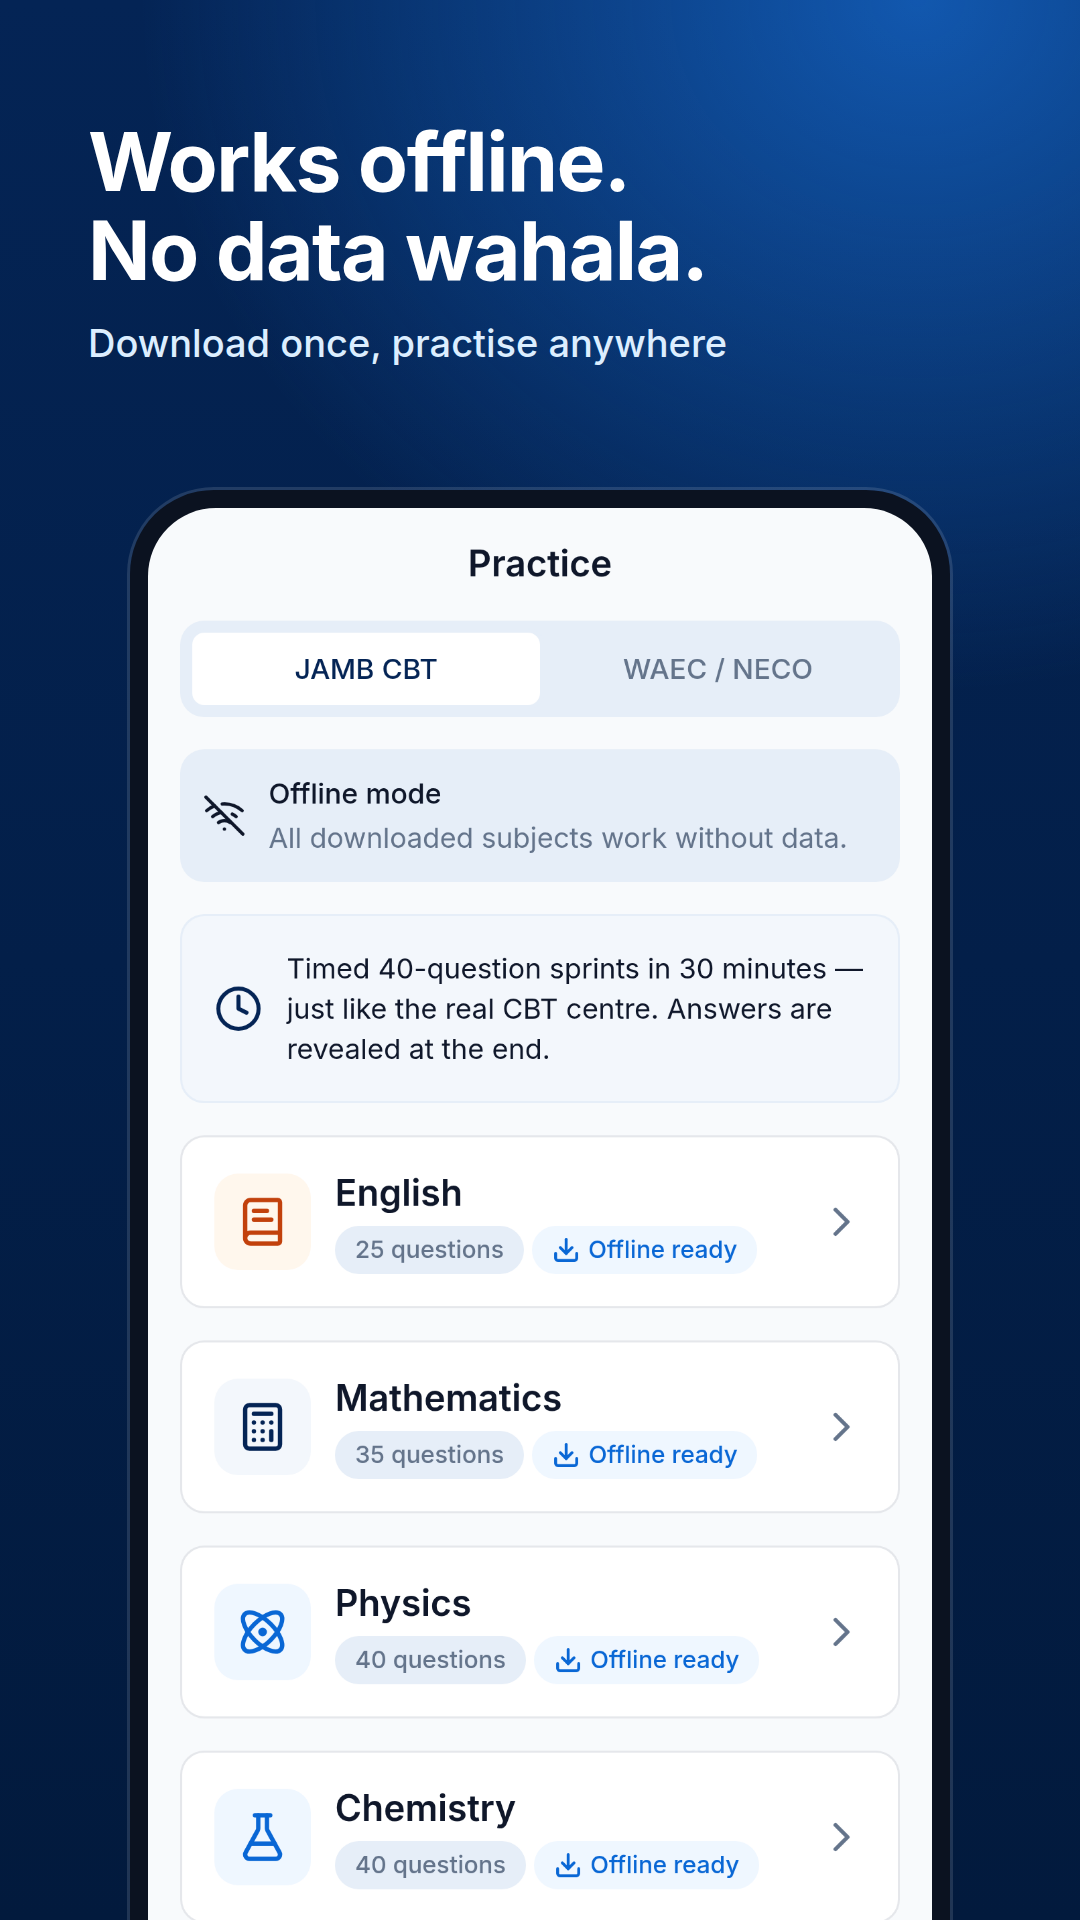 Works offline.
No data wahala.
Download once, practise anywhere
Practice
JAMB CBT
WAEC / NECO
Offline mode
All downloaded subjects work without data.
Timed 40-question sprints in 30 minutes —
just like the real CBT centre. Answers are
revealed at the end.
English
25 questions
Offline ready
Mathematics
35 questions
Offline ready
Physics
40 questions
Offline ready
Chemistry
40 questions
Offline ready